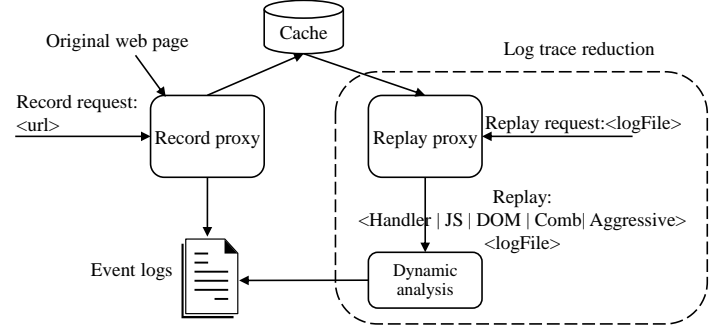 Cache
Original web page
Log trace reduction
Record request:
<url>
Record proxy
Replay proxy
Replay request:<logFile>
Replay:
<Handler | JS | DOM | Comb| Aggressive>
<logFile>
Event logs
Dynamic
analysis